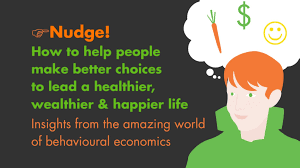 ☞Nudge!
How to help people
make better choices
to lead a healthier,
wealthier & happier life
Insights from the amazing world
of behavioural economics
$